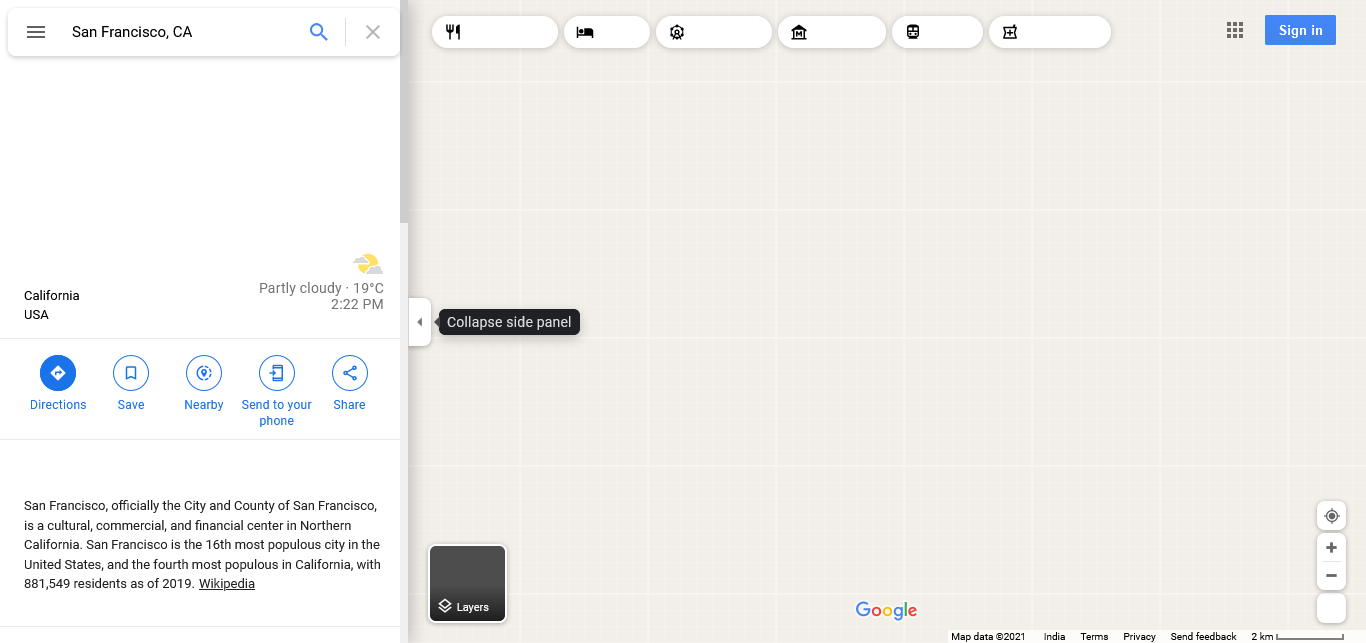 San Francisco, CA
Sign in
Partly cloudy · 19°C
2:22 PM
California
USA
Collapse side panel
Directions
Save
Nearby
Send to your
phone
Share
San Francisco, officially the City and County of San Francisco,
is a cultural, commercial, and financial center in Northern
California. San Francisco is the 16th most populous city in the
United States, and the fourth most populous in California, with
881,549 residents as of 2019. Wikipedia
Layers
Google
Map data ©2021 India Terms Privacy Send feedback 2 km